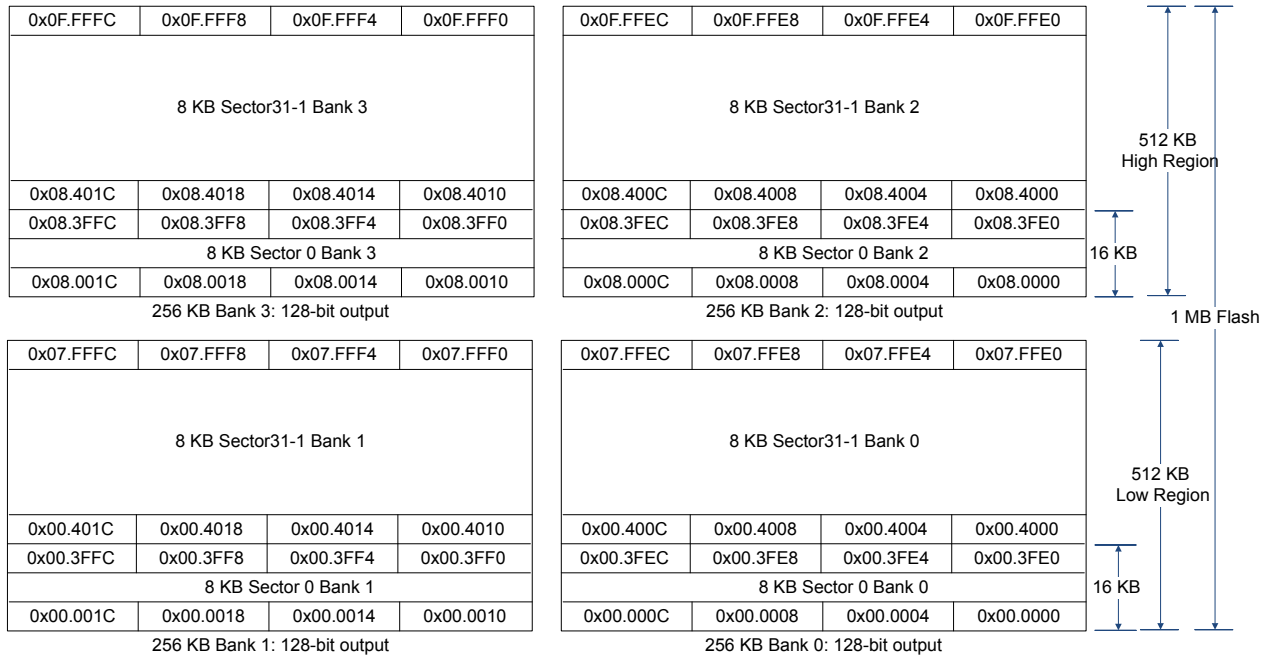 0x0F.FFFC 0x0F.FFF8 0x0F.FFF4 0x0F.FFF0 0x0F.FFEC 0x0F.FFE8 0x0F.FFE4 0x0F.FFE0
8 KB Sector31-1 Bank 3 8 KB Sector31-1 Bank 2
512 KB
High Region
0x08.401C 0x08.4018 0x08.4014 0x08.4010 0x08.400C 0x08.4008 0x08.4004 0x08.4000
0x08.3FFC 0x08.3FF8 0x08.3FF4 0x08.3FF0 0x08.3FEC 0x08.3FE8 0x08.3FE4 0x08.3FE0
8 KB Sector 0 Bank 3 8 KB Sector 0 Bank 2 16 KB
0x08.001C 0x08.0018 0x08.0014 0x08.0010 0x08.000C 0x08.0008 0x08.0004 0x08.0000
256 KB Bank 3: 128-bit output 256 KB Bank 2: 128-bit output
1 MB Flash
0x07.FFFC 0x07.FFF8 0x07.FFF4 0x07.FFF0 0x07.FFEC 0x07.FFE8 0x07.FFE4 0x07.FFE0
8 KB Sector31-1 Bank 1 8 KB Sector31-1 Bank 0
512 KB
Low Region
0x00.401C 0x00.4018 0x00.4014 0x00.4010 0x00.400C 0x00.4008 0x00.4004 0x00.4000
0x00.3FFC 0x00.3FF8 0x00.3FF4 0x00.3FF0 0x00.3FEC 0x00.3FE8 0x00.3FE4 0x00.3FE0
8 KB Sector 0 Bank 1 8 KB Sector 0 Bank 0 16 KB
0x00.001C 0x00.0018 0x00.0014 0x00.0010 0x00.000C 0x00.0008 0x00.0004 0x00.0000
256 KB Bank 1: 128-bit output 256 KB Bank 0: 128-bit output